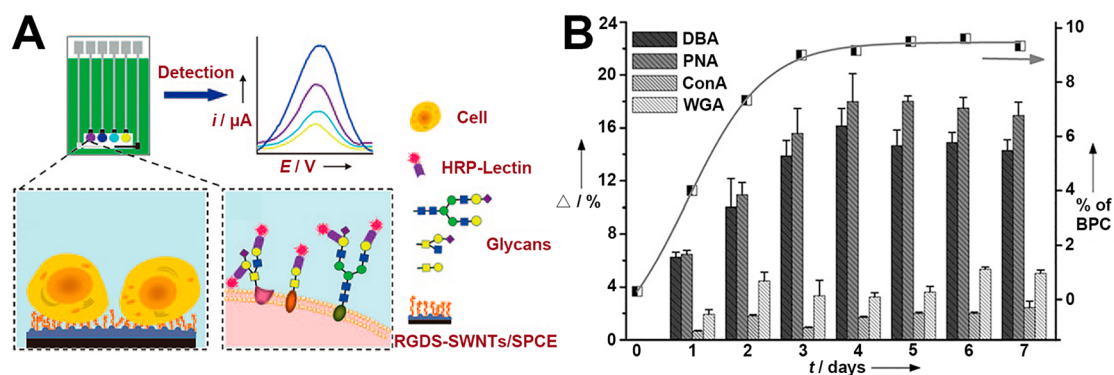 A
Detection
i / μA
E / V
Cell
HRP-Lectin
Glycans
RGDS-SWNTs/SPCE
B
24
20
16
12
8
4
0
△ / %
DBA
PNA
ConA
WGA
10
8
6
4
2
0
% of
BPC
0 1 2 3 4 5 6 7
t / days